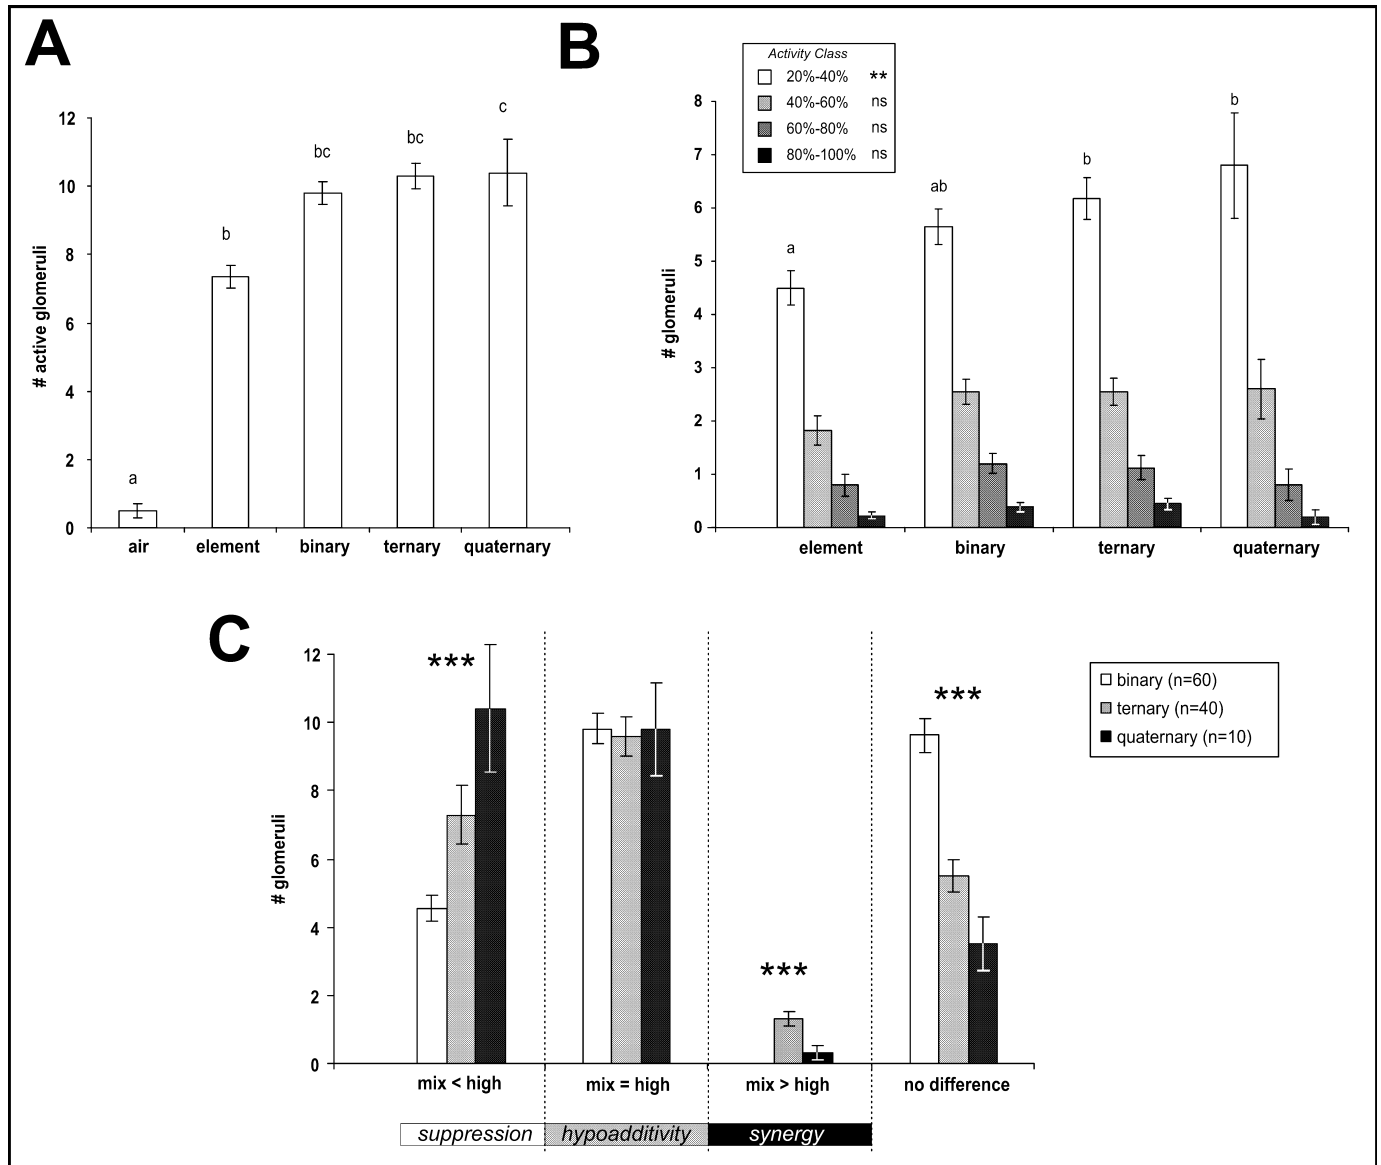 A
# active glomeruli
12
10
8
6
4
2
0
a
b
bc
bc
c
air
element
binary
ternary
quaternary
B
Activity Class
20%-40% **
40%-60% ns
60%-80% ns
80%-100% ns
# glomeruli
8
7
6
5
4
3
2
1
0
a
ab
b
b
element
binary
ternary
quaternary
C
# glomeruli
12
10
8
6
4
2
0
***
***
***
binary (n=60)
ternary (n=40)
quaternary (n=10)
mix < high
mix = high
mix > high
no difference
suppression
hypoadditivity
synergy